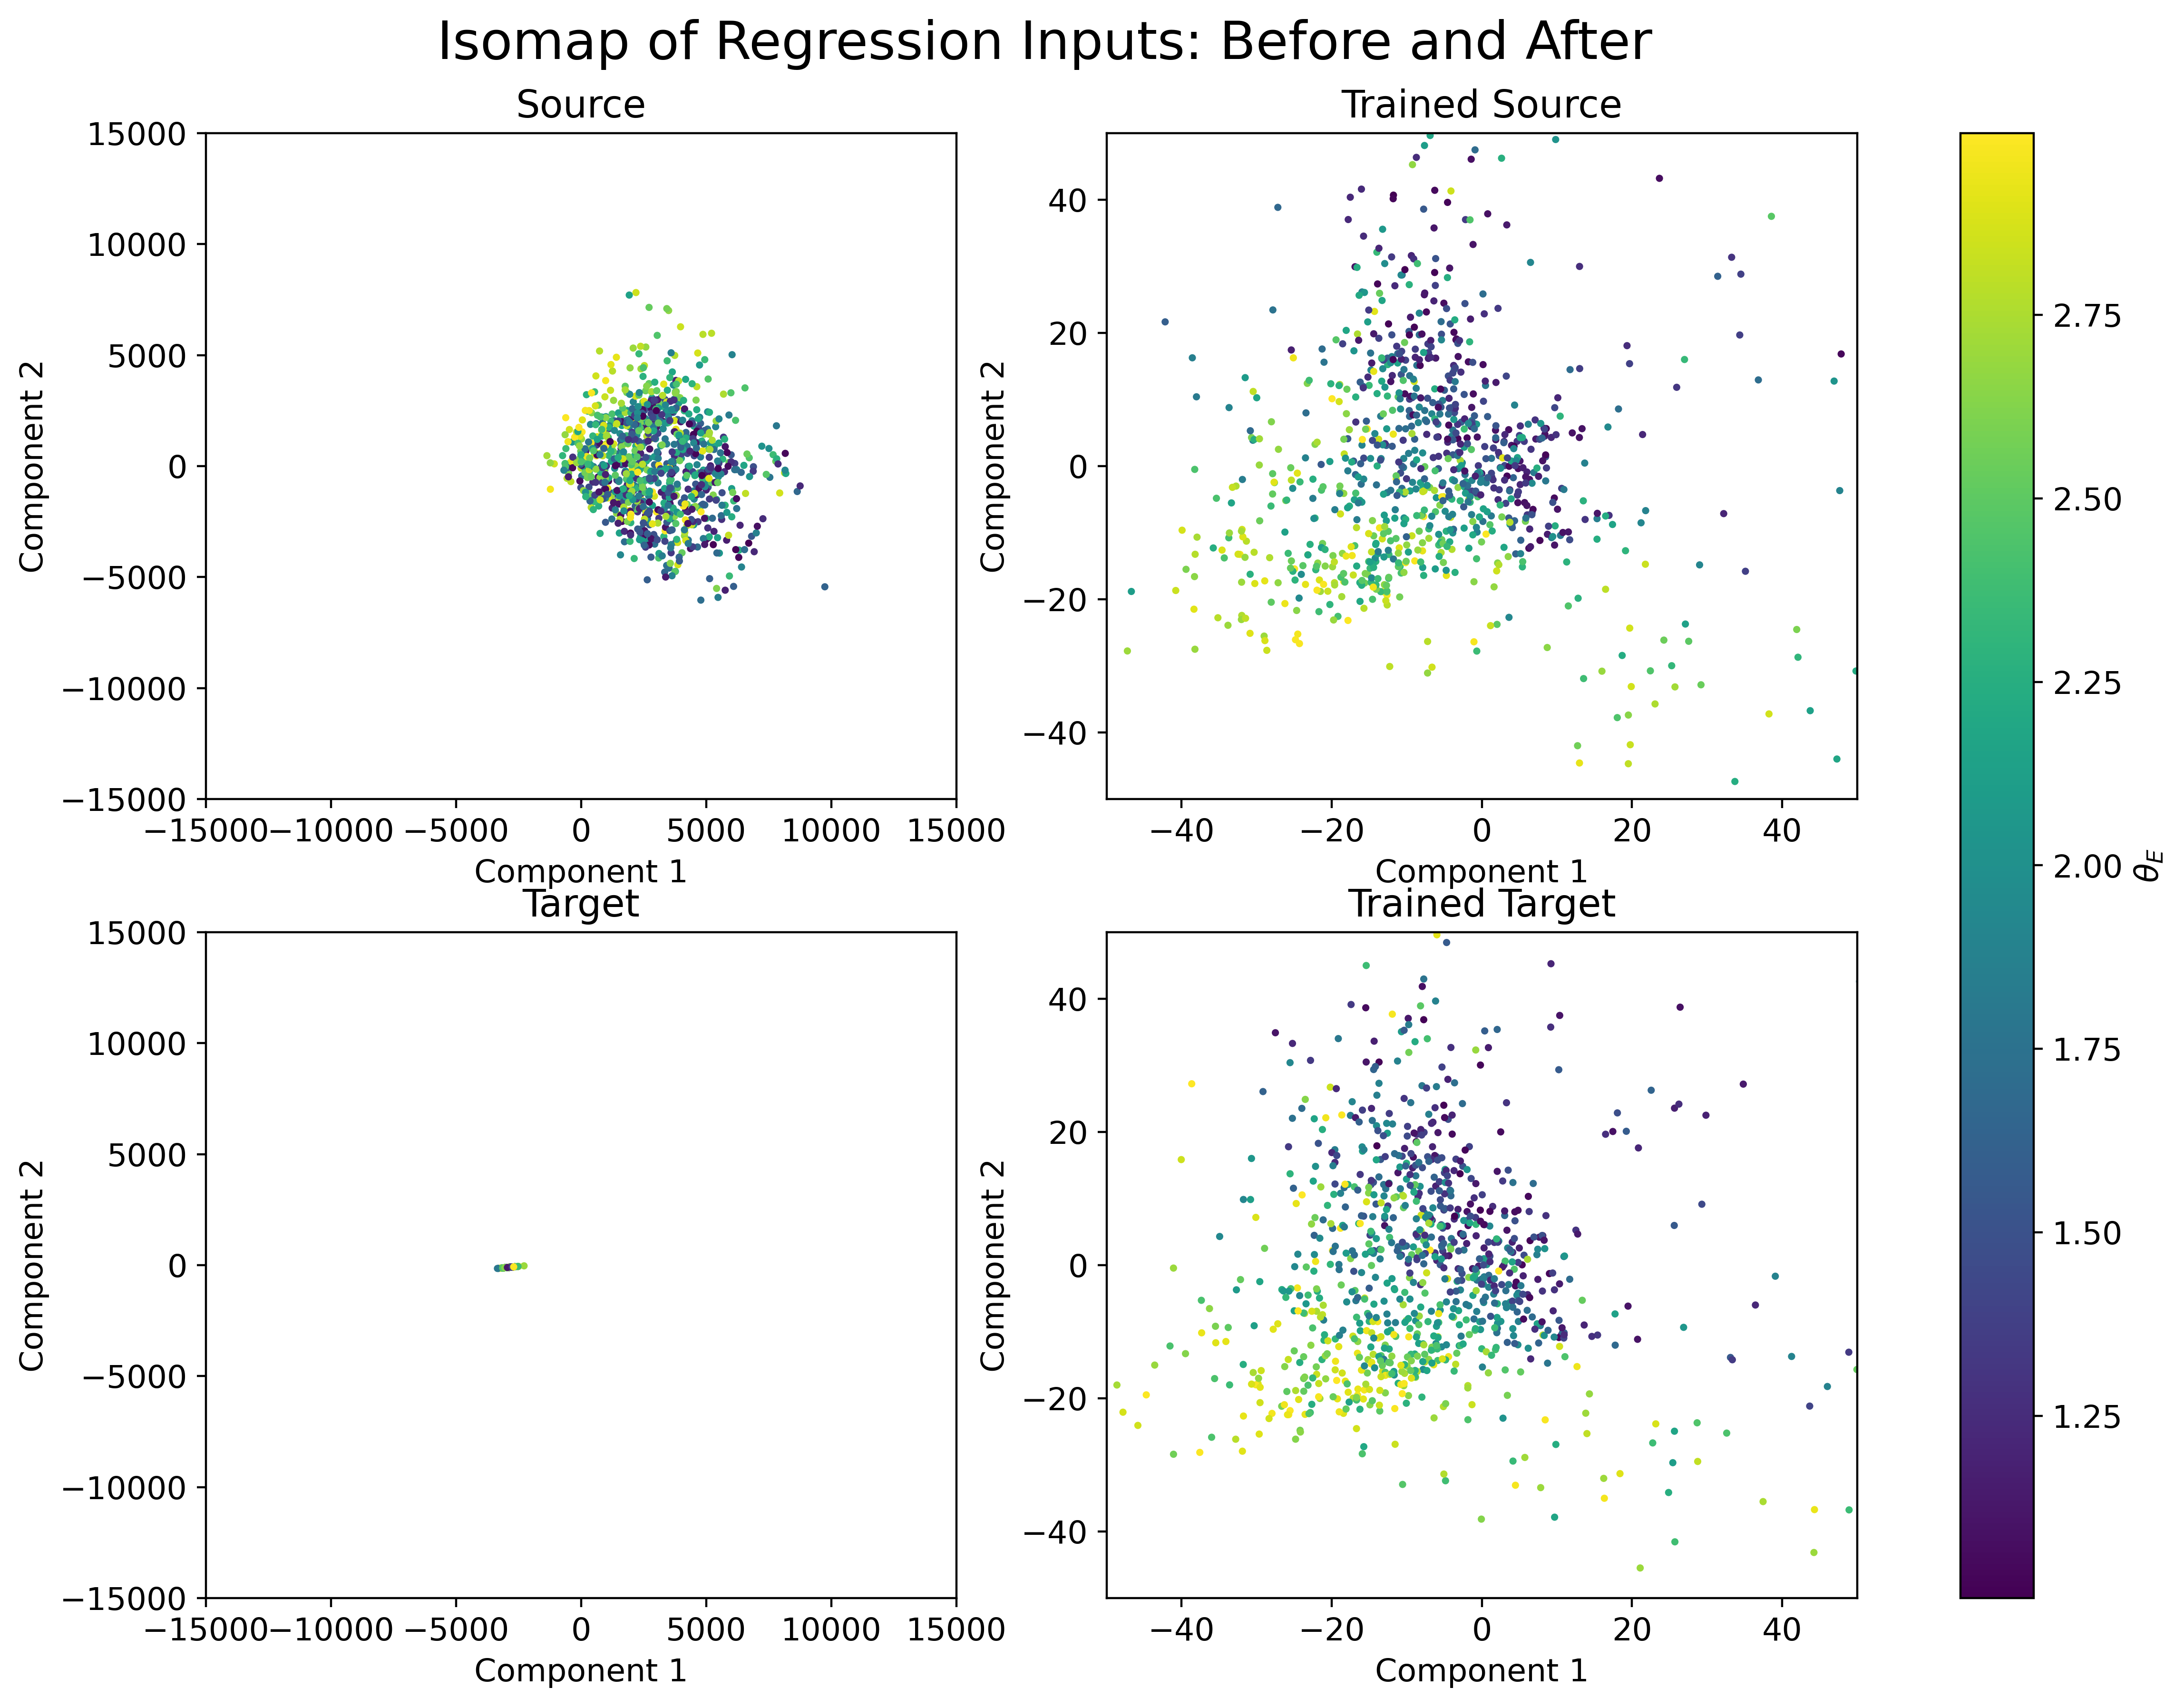 Isomap of Regression Inputs: Before and After
Source
15000
10000
5000
0
−5000
−10000
−15000
Component 2
−15000 −10000 −5000 0 5000 10000 15000
Component 1
Trained Source
40
20
0
−20
−40
Component 2
−40 −20 0 20 40
Component 1
Target
15000
10000
5000
0
−5000
−10000
−15000
Component 2
−15000 −10000 −5000 0 5000 10000 15000
Component 1
Trained Target
40
20
0
−20
−40
Component 2
−40 −20 0 20 40
Component 1
2.75
2.50
2.25
2.00
1.75
1.50
1.25
θE